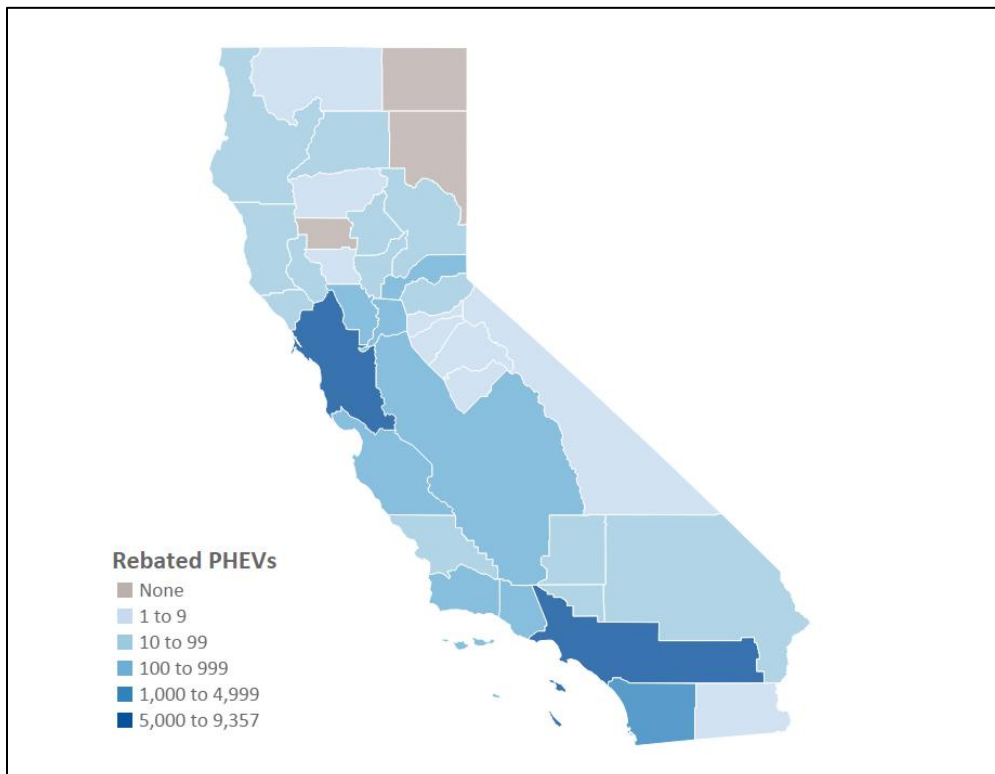 Rebated PHEVs
None
1 to 9
10 to 99
100 to 999
1,000 to 4,999
5,000 to 9,357